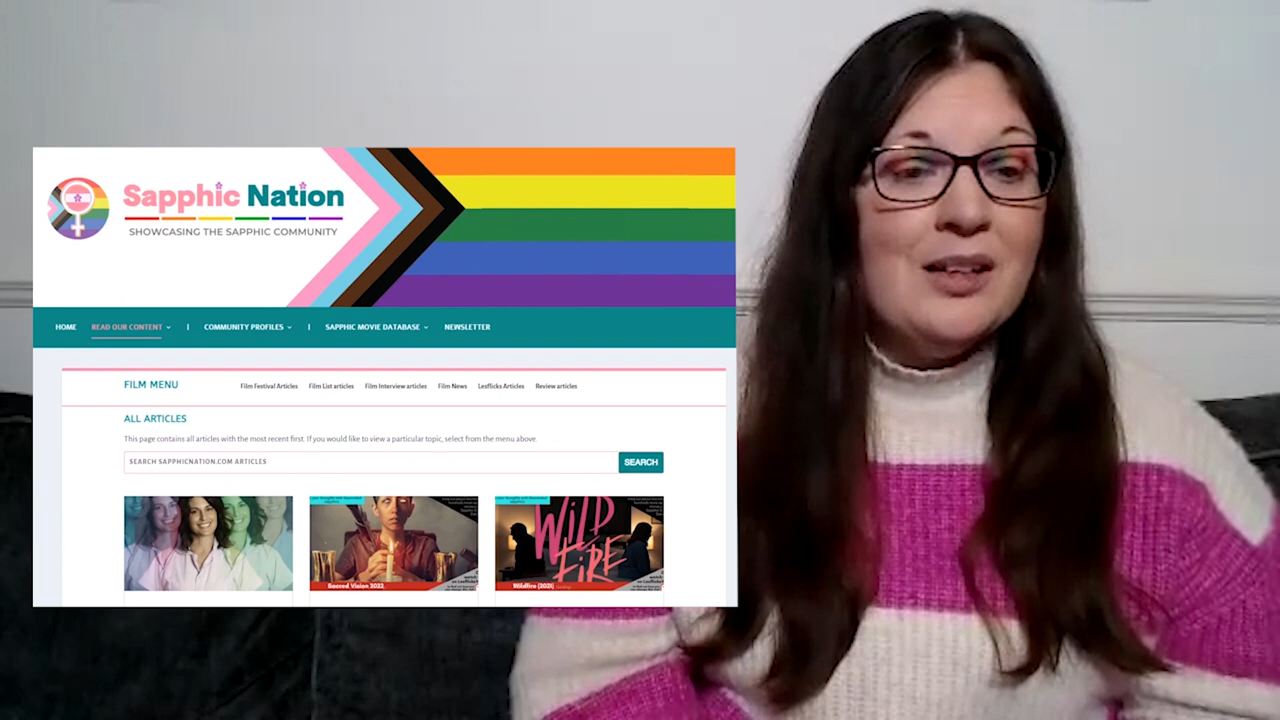 Sapphic Nation
SHOWCASING THE SAPPHIC COMMUNITY
HOME READ OUR CONTENT | COMMUNITY PROFILES | SAPPHIC MOVIE DATABASE NEWSLETTER
FILM MENU Film Festival Articles Film List articles Film Interview articles Film News Lesflicks Articles Review articles
ALL ARTICLES
This page contains all articles with the most recent first. If you would like to view a particular topic, select from the menu above.
SEARCH SAPPHICNATION.COM ARTICLES SEARCH
WILD
FIRE
Sacred Vision 2022
Wildfire (2021)